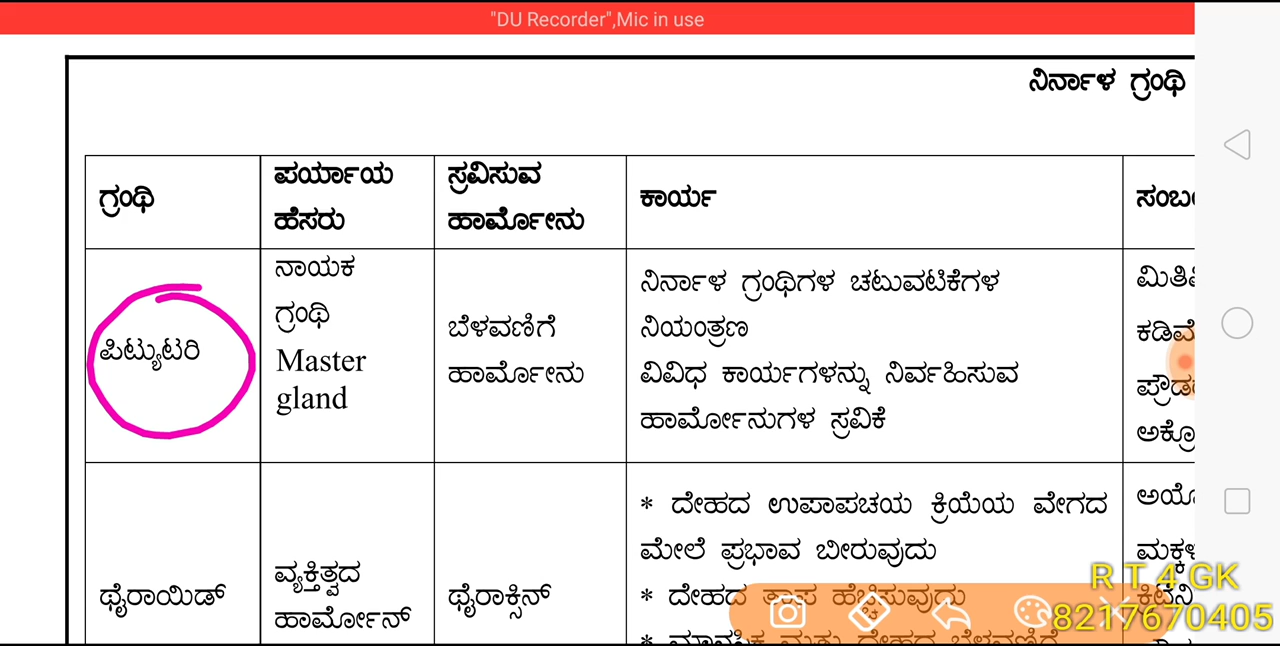 "DU Recorder",Mic in use
ನಿರ್ನಾಳ ಗ್ರಂಥಿ
ಗ್ರಂಥಿ
ಪರ್ಯಾಯ
ಹೆಸರು
ಸ್ರವಿಸುವ
ಹಾರ್ಮೋನು
ಕಾರ್ಯ
ಪಿಟ್ಯುಟರಿ
ನಾಯಕ
ಗ್ರಂಥಿ
Master
gland
ಬೆಳವಣಿಗೆ
ಹಾರ್ಮೋನು
ನಿರ್ನಾಳ ಗ್ರಂಥಿಗಳ ಚಟುವಟಿಕೆಗಳ
ನಿಯಂತ್ರಣ
ವಿವಿಧ ಕಾರ್ಯಗಳನ್ನು ನಿರ್ವಹಿಸುವ
ಹಾರ್ಮೋನುಗಳ ಸ್ರವಿಕೆ
ಥೈರಾಯಿಡ್
ವ್ಯಕ್ತಿತ್ವದ
ಹಾರ್ಮೋನ್
ಥೈರಾಕ್ಸಿನ್
* ದೇಹದ ಉಪಾಪಚಯ ಕ್ರಿಯೆಯ ವೇಗದ
ಮೇಲೆ ಪ್ರಭಾವ ಬೀರುವುದು
* ದೇಹದ ತಾಪ ಹೆಚ್ಚಿಸುವುದು
R T 4 GK
8217670405